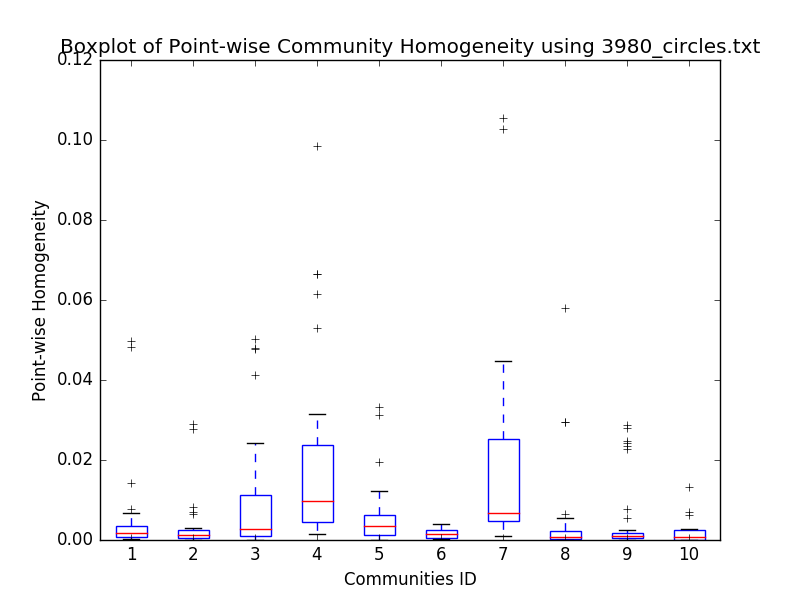 Boxplot of Point-wise Community Homogeneity using 3980_circles.txt
0.12
0.10
0.08
0.06
0.04
0.02
0.00
Point-wise Homogeneity
1 2 3 4 5 6 7 8 9 10
Communities ID